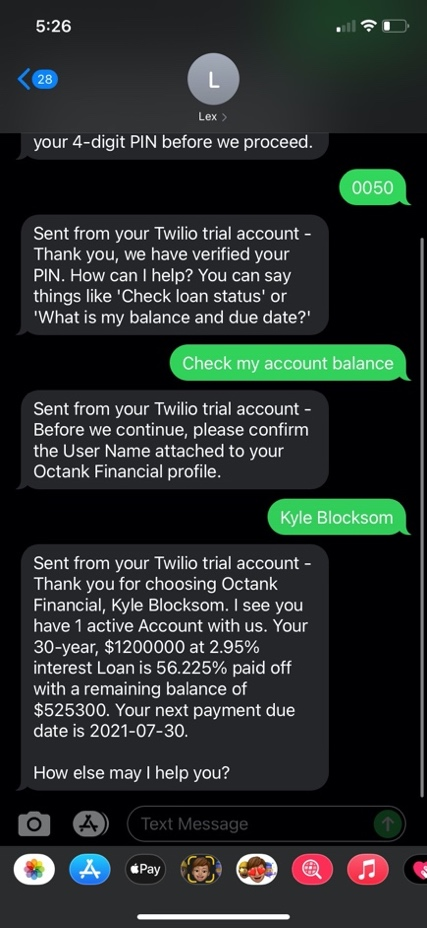 5:26
28
L
Lex >
your 4-digit PIN before we proceed.
0050
Sent from your Twilio trial account -
Thank you, we have verified your
PIN. How can I help? You can say
things like 'Check loan status' or
'What is my balance and due date?'
Check my account balance
Sent from your Twilio trial account -
Before we continue, please confirm
the User Name attached to your
Octank Financial profile.
Kyle Blocksom
Sent from your Twilio trial account -
Thank you for choosing Octank
Financial, Kyle Blocksom. I see you
have 1 active Account with us. Your
30-year, $1200000 at 2.95%
interest Loan is 56.225% paid off
with a remaining balance of
$525300. Your next payment due
date is 2021-07-30.
How else may I help you?
Text Message
Pay